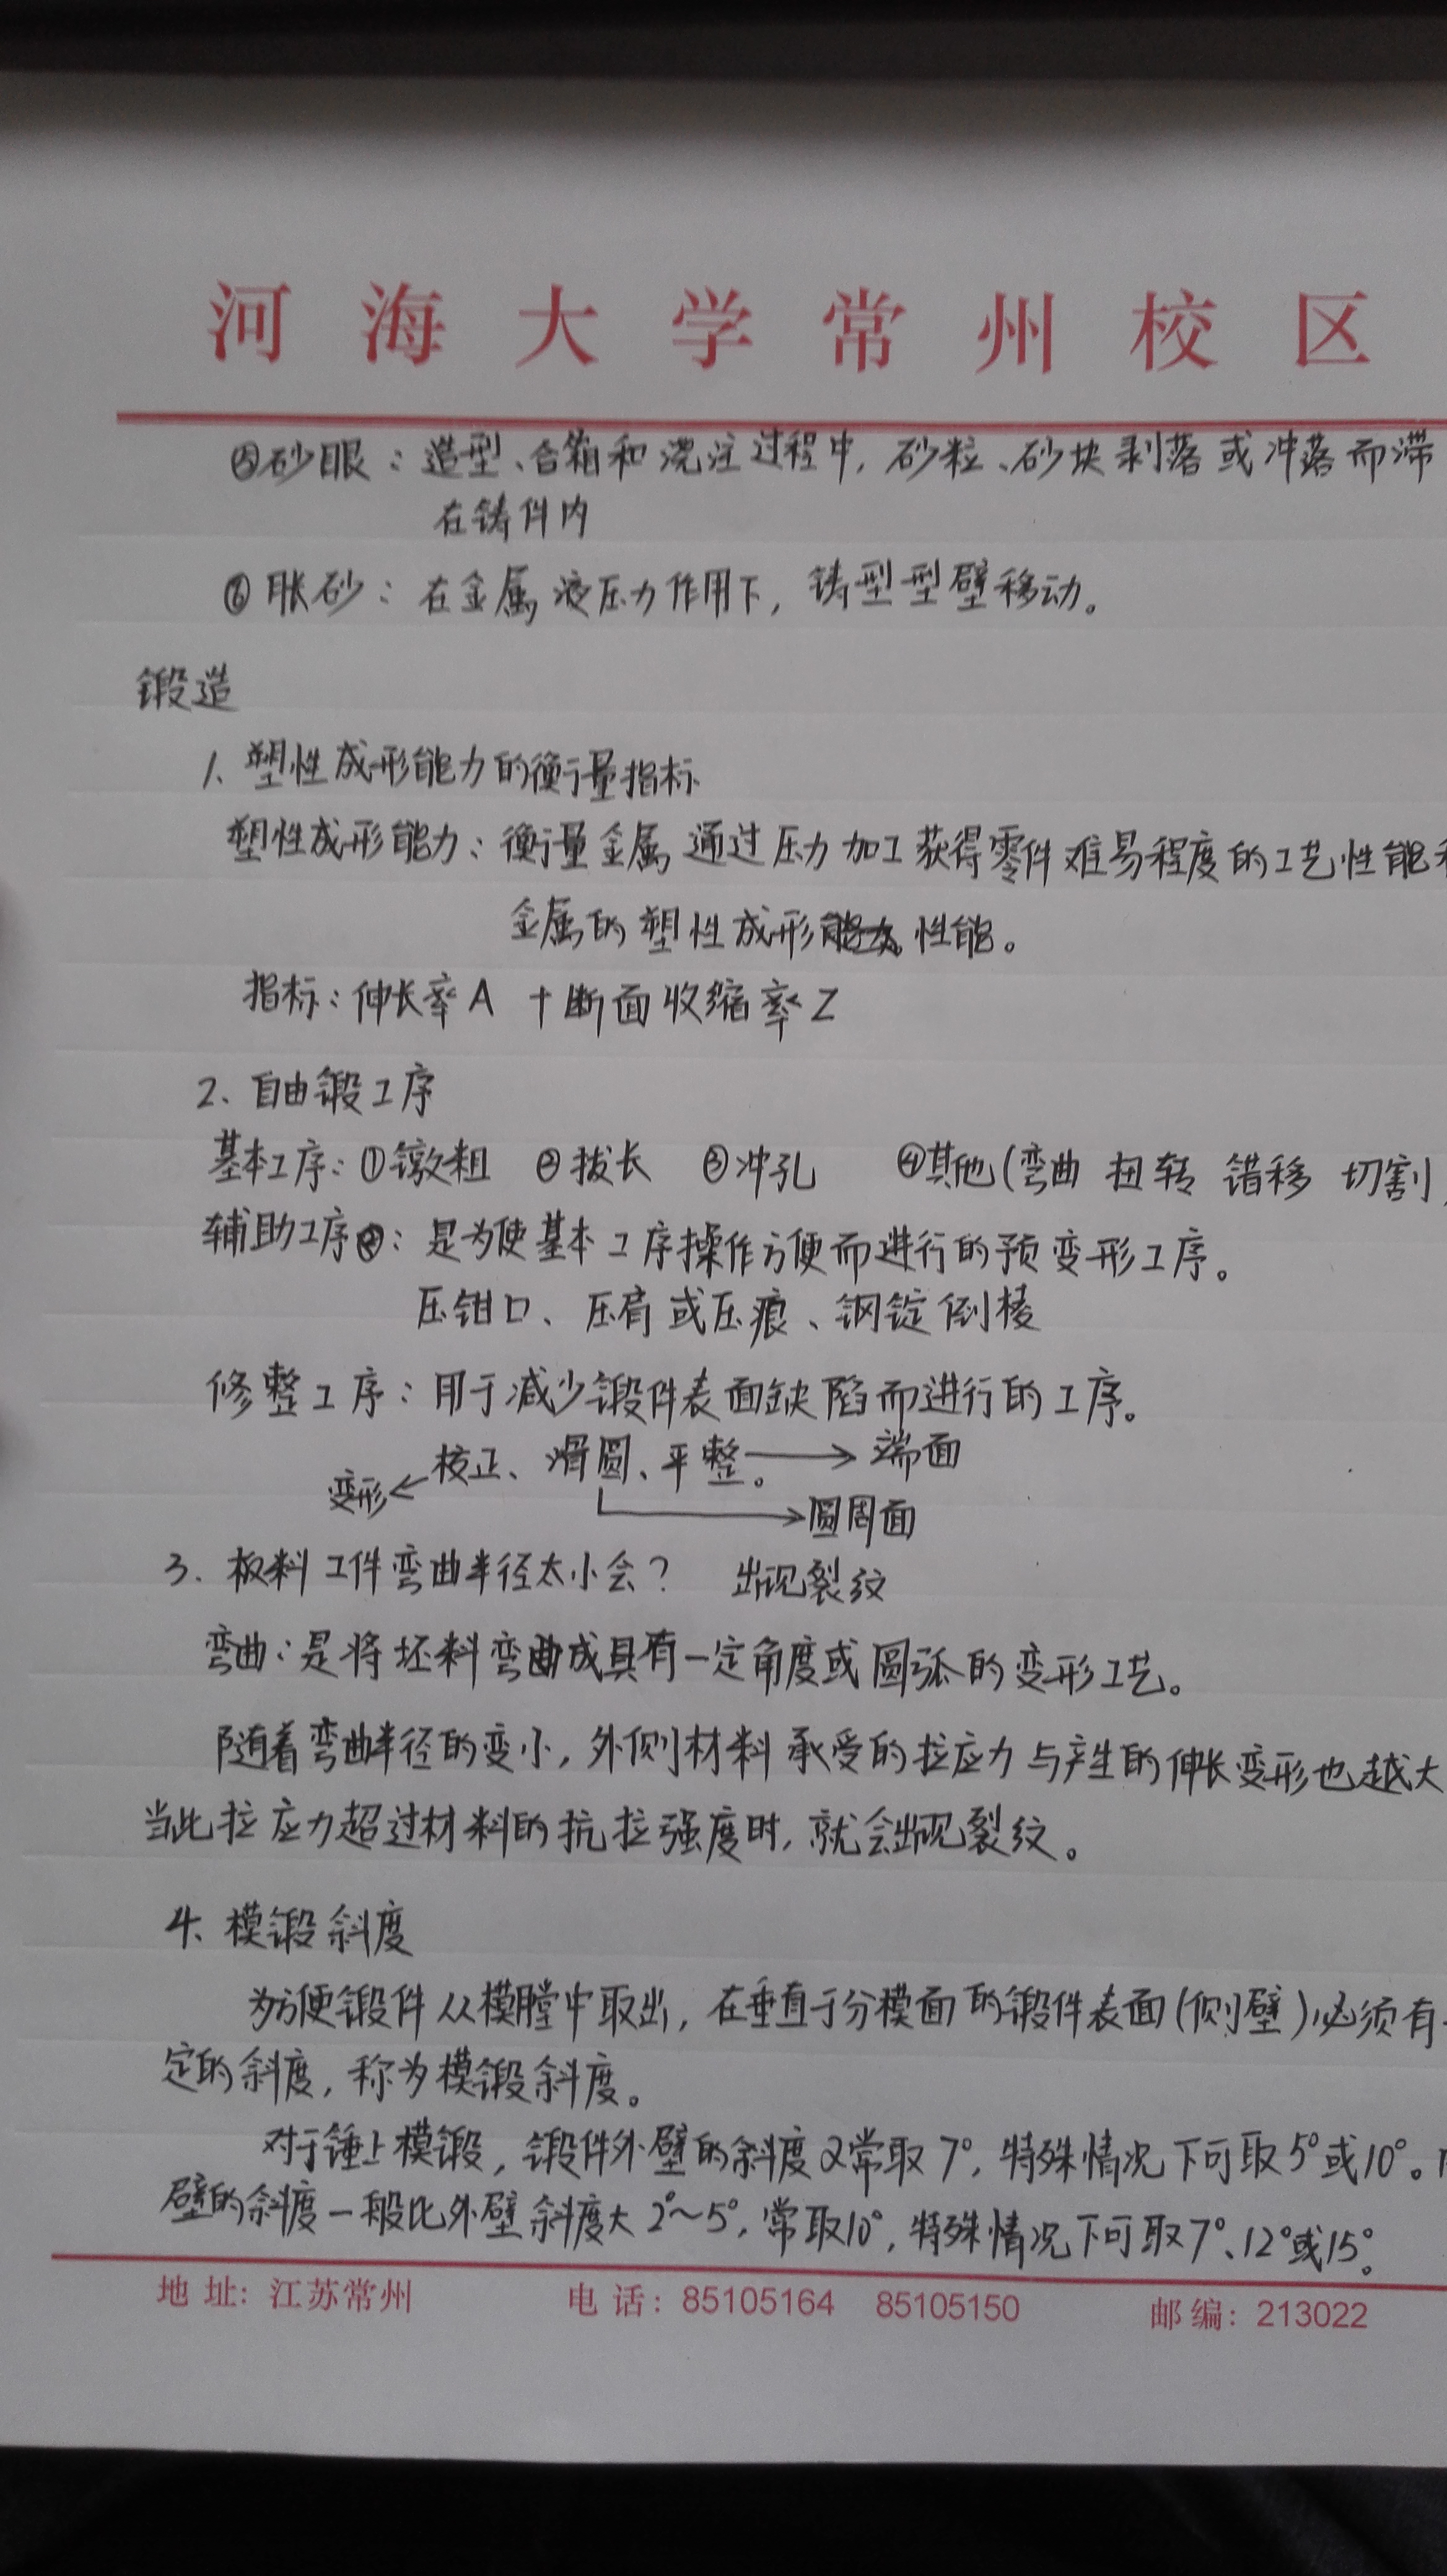 河海大学常州校区
⑤砂眼：造型、合箱和浇注过程中，砂粒、砂块剥落或冲落而滞
在铸件内
⑥胀砂：在金属液压力作用下，铸型型壁移动。
锻造
1、塑性成形能力的衡量指标
塑性成形能力：衡量金属通过压力加工获得零件难易程度的工艺性能
金属的塑性成形性能。
指标：伸长率A + 断面收缩率Z
2、自由锻工序
基本工序：①镦粗 ②拔长 ③冲孔 ④其他(弯曲 扭转 错移 切割
辅助工序：是为使基本工序操作方便而进行的预变形工序。
压钳口、压肩或压痕、钢锭倒棱
修整工序：用于减少锻件表面缺陷而进行的工序。
变形←校正、滑圆、平整。→端面
→圆周面
3. 板料工件弯曲半径太小会？ 出现裂纹
弯曲：是将坯料弯曲成具有一定角度或圆弧的变形工艺。
随着弯曲半径的变小，外侧材料承受的拉应力与产生的伸长变形也越大
当此拉应力超过材料的抗拉强度时，就会出现裂纹。
4、模锻斜度
为方便锻件从模膛中取出，在垂直于分模面的锻件表面(侧壁)必须有一
定的斜度，称为模锻斜度。
对于锤上模锻，锻件外壁的斜度α常取7°，特殊情况下可取5°或10°。
壁的斜度一般比外壁斜度大2°~5°，常取10°，特殊情况下可取7°、12°或15°。
地址：江苏常州 电话：85105164 85105150 邮编：213022